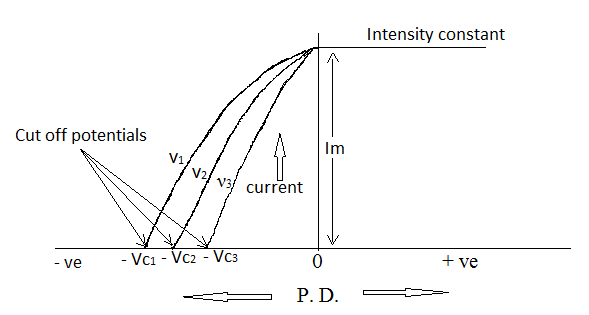 Intensity constant
Cut off potentials
Im
v1
v2
v3
current
- ve
- Vc1 - Vc2 - Vc3
0
+ ve
P. D.